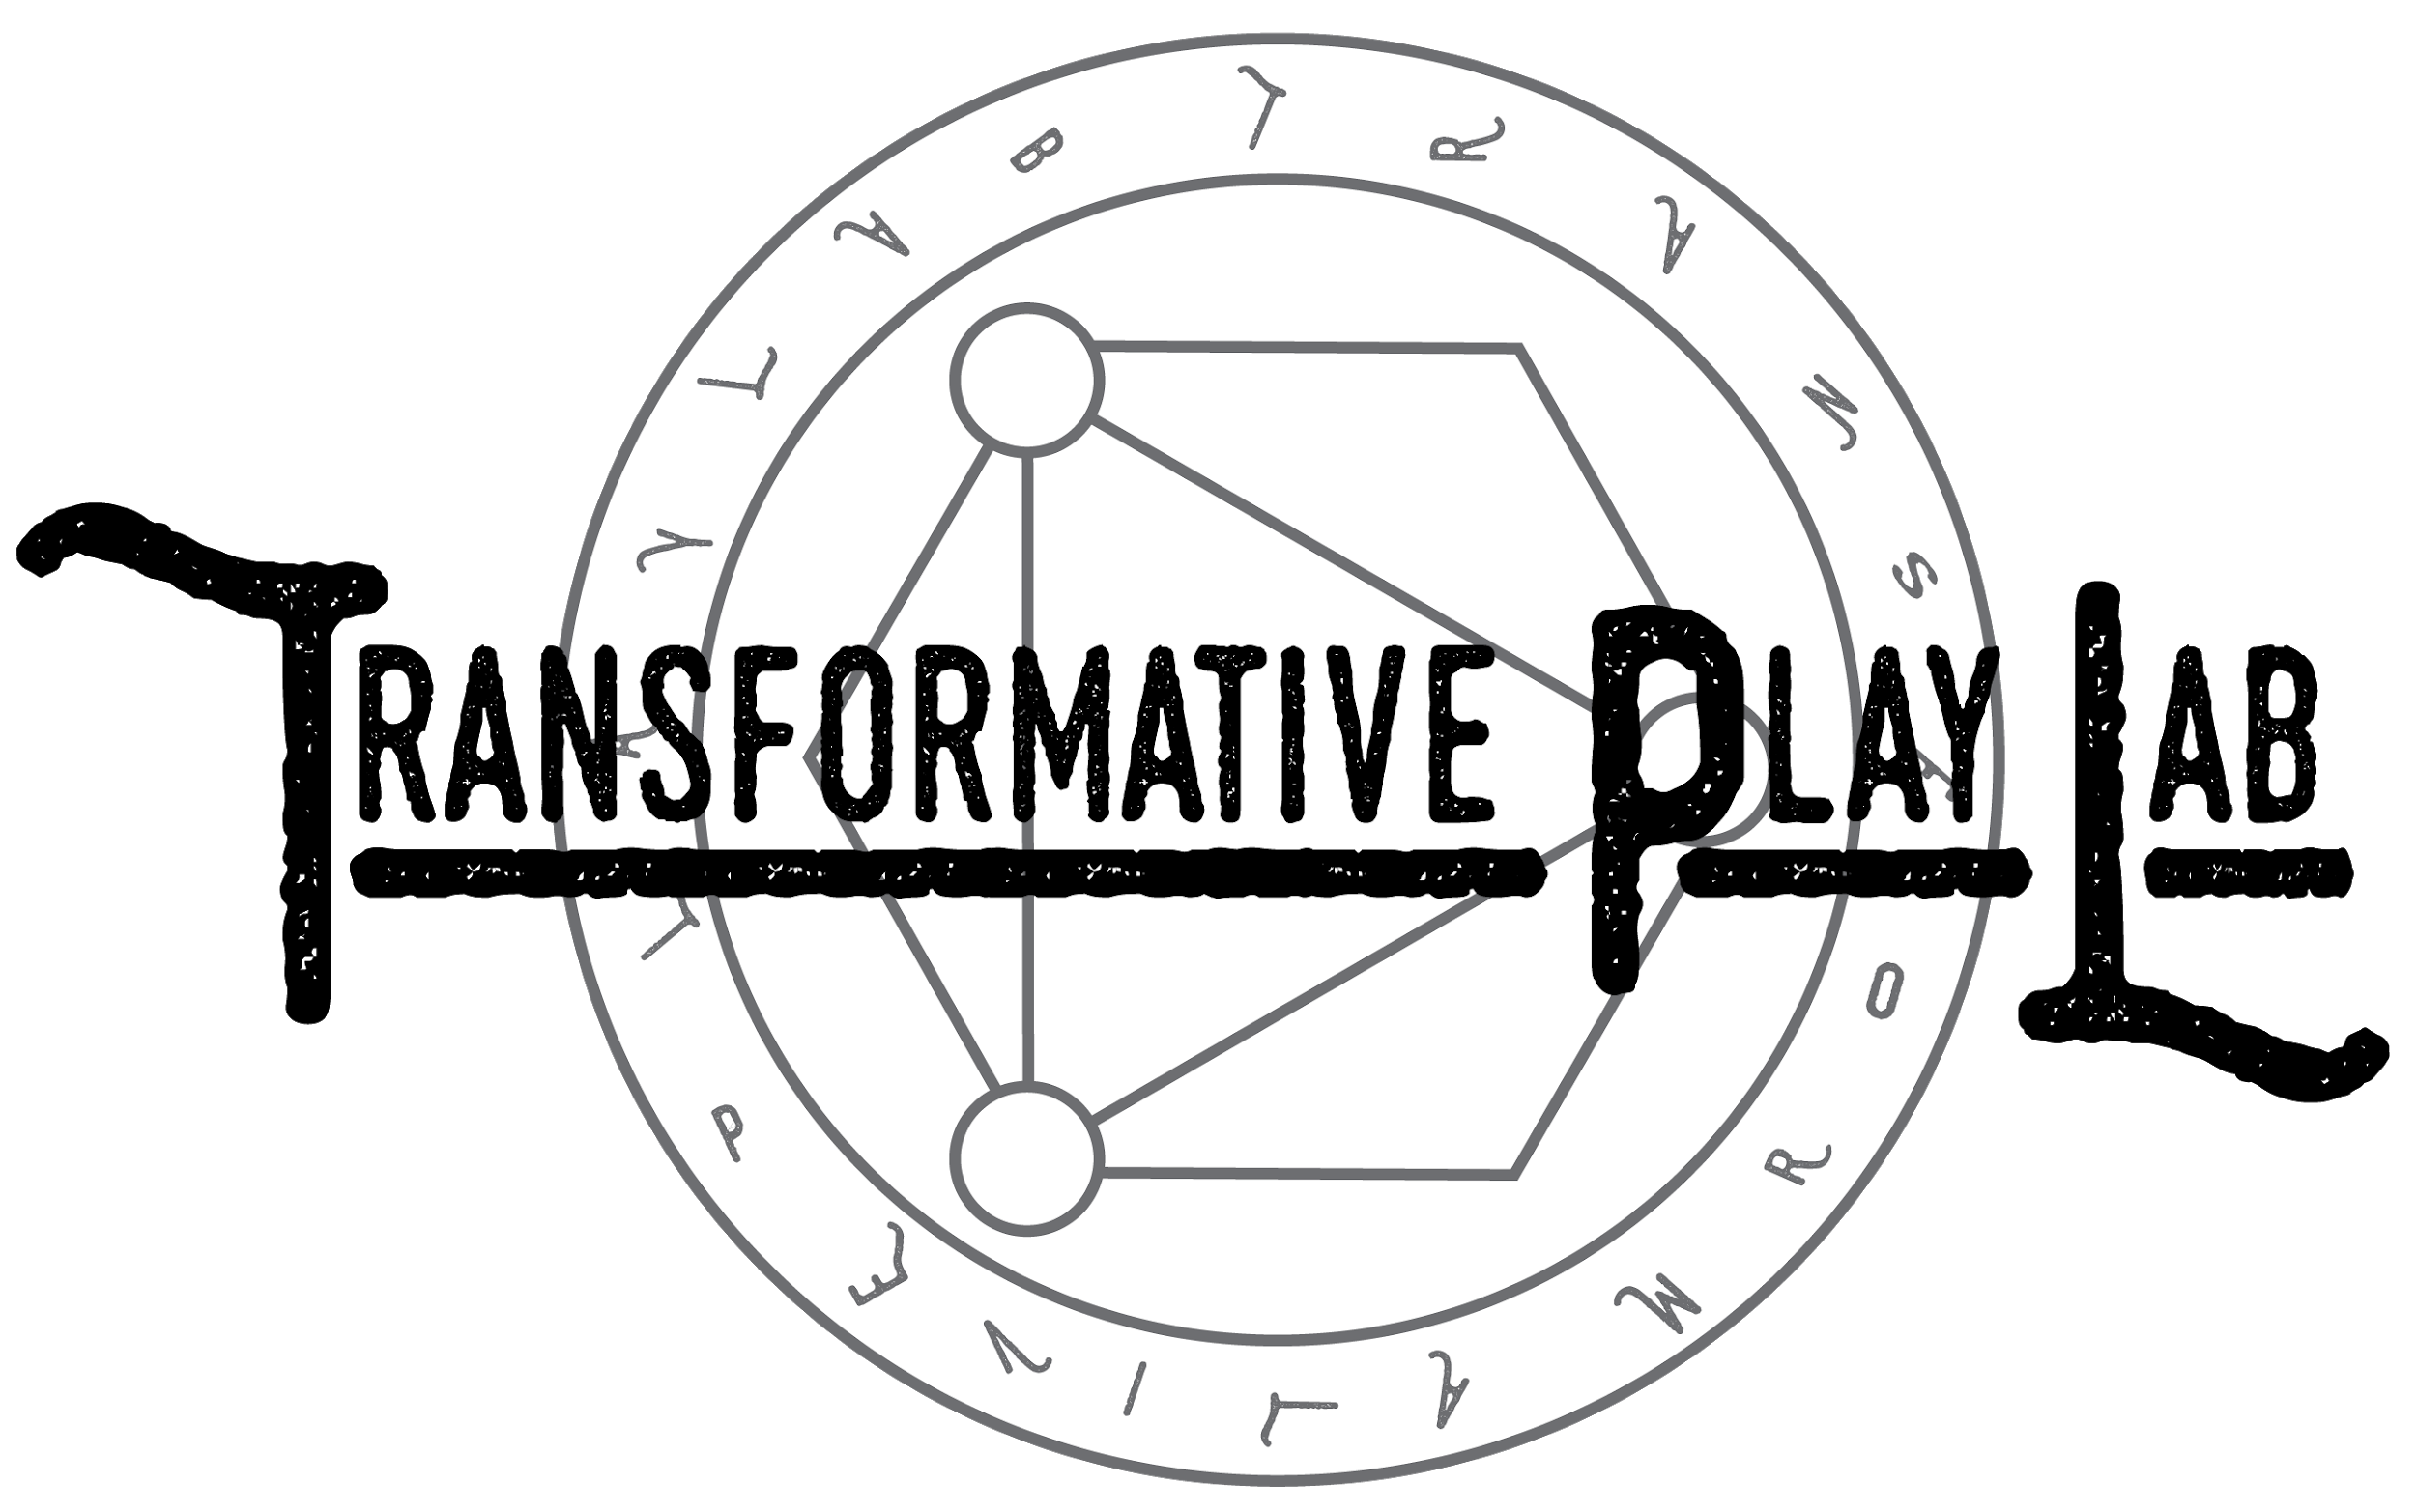 TRANSFORMATIVE PLAY LAB
T R A N S F O R M A T I V E P L A Y L A B